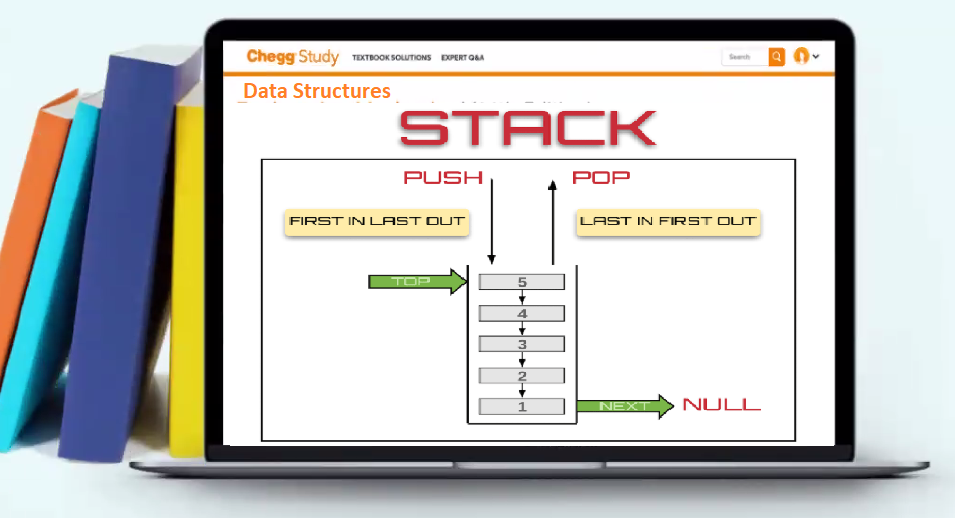 Chegg Study TEXTBOOK SOLUTIONS EXPERT Q&A Search
Data Structures
STACK
PUSH POP
FIRST IN LAST OUT LAST IN FIRST OUT
TOP 5
4
3
2
1 NEXT NULL